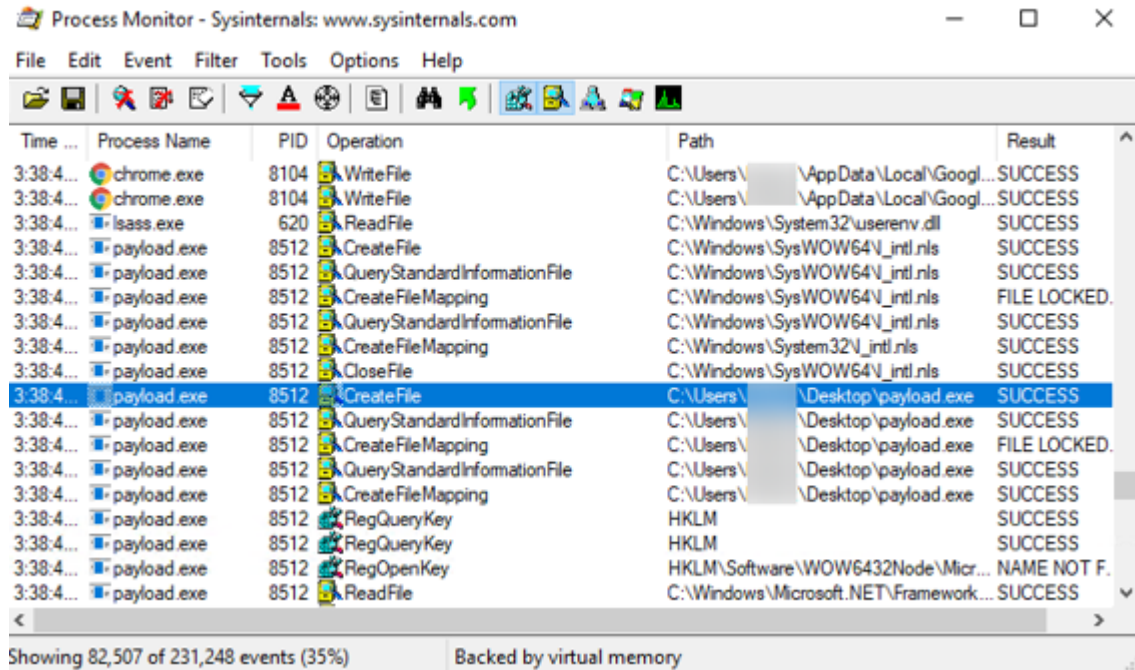 Process Monitor - Sysinternals: www.sysinternals.com
File Edit Event Filter Tools Options Help
Time ... Process Name PID Operation Path Result
3:38:4... chrome.exe 8104 WriteFile C:\Users\ \AppData\Local\Googl... SUCCESS
3:38:4... chrome.exe 8104 WriteFile C:\Users\ \AppData\Local\Googl... SUCCESS
3:38:4... lsass.exe 620 ReadFile C:\Windows\System32\userenv.dll SUCCESS
3:38:4... payload.exe 8512 CreateFile C:\Windows\SysWOW64\l_intl.nls SUCCESS
3:38:4... payload.exe 8512 QueryStandardInformationFile C:\Windows\SysWOW64\l_intl.nls SUCCESS
3:38:4... payload.exe 8512 CreateFileMapping C:\Windows\SysWOW64\l_intl.nls FILE LOCKED.
3:38:4... payload.exe 8512 QueryStandardInformationFile C:\Windows\SysWOW64\l_intl.nls SUCCESS
3:38:4... payload.exe 8512 CreateFileMapping C:\Windows\System32\l_intl.nls SUCCESS
3:38:4... payload.exe 8512 CloseFile C:\Windows\SysWOW64\l_intl.nls SUCCESS
3:38:4... payload.exe 8512 CreateFile C:\Users\ \Desktop\payload.exe SUCCESS
3:38:4... payload.exe 8512 QueryStandardInformationFile C:\Users\ \Desktop\payload.exe SUCCESS
3:38:4... payload.exe 8512 CreateFileMapping C:\Users\ \Desktop\payload.exe FILE LOCKED.
3:38:4... payload.exe 8512 QueryStandardInformationFile C:\Users\ \Desktop\payload.exe SUCCESS
3:38:4... payload.exe 8512 CreateFileMapping C:\Users\ \Desktop\payload.exe SUCCESS
3:38:4... payload.exe 8512 RegQueryKey HKLM SUCCESS
3:38:4... payload.exe 8512 RegQueryKey HKLM SUCCESS
3:38:4... payload.exe 8512 RegOpenKey HKLM\Software\WOW6432Node\Micr... NAME NOT F.
3:38:4... payload.exe 8512 ReadFile C:\Windows\Microsoft.NET\Framework... SUCCESS
Showing 82,507 of 231,248 events (35%) Backed by virtual memory